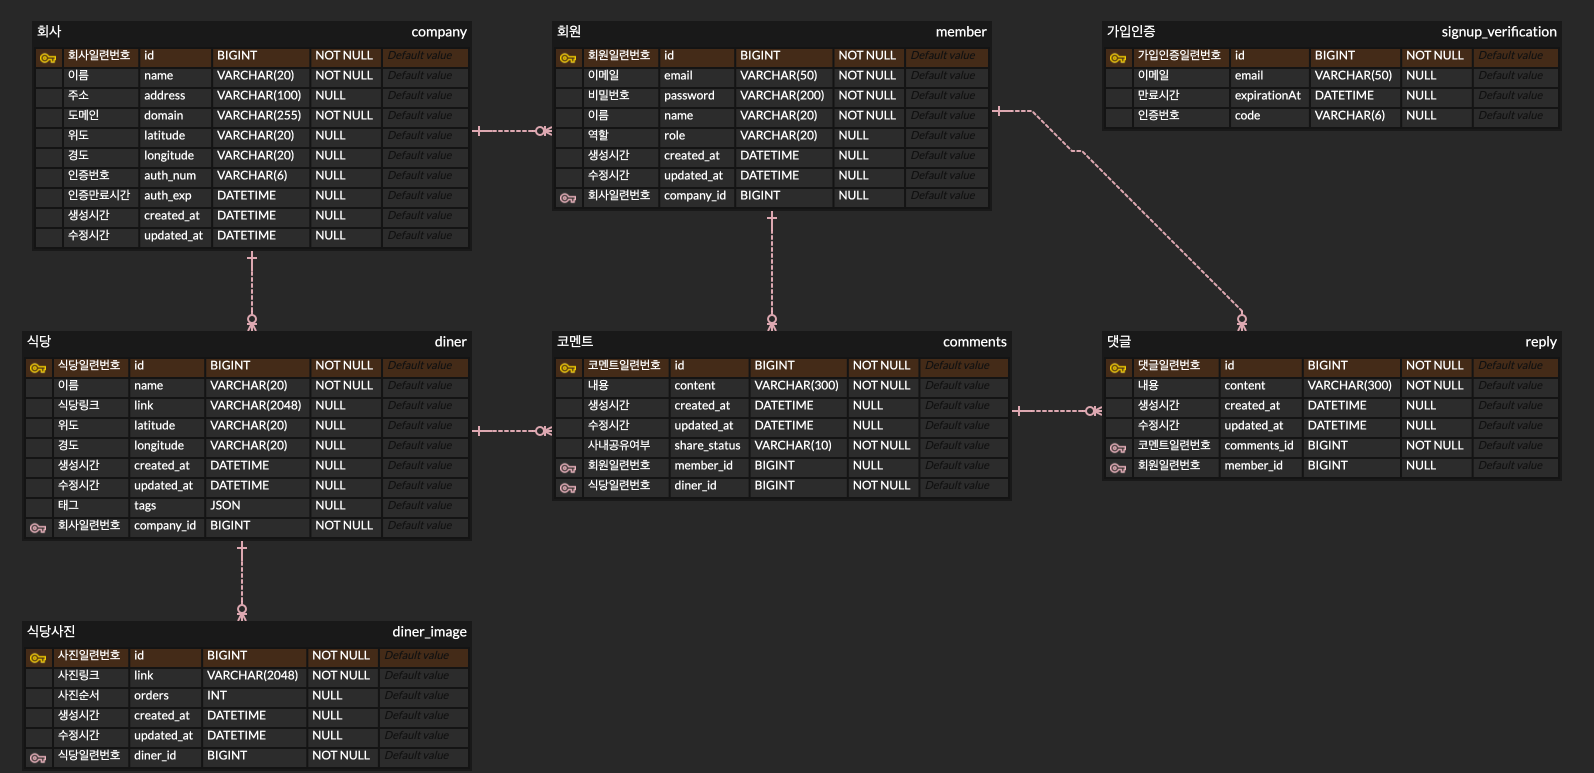 회사 company
회사일련번호 id BIGINT NOT NULL Default value
이름 name VARCHAR(20) NOT NULL Default value
주소 address VARCHAR(100) NULL Default value
도메인 domain VARCHAR(255) NOT NULL Default value
위도 latitude VARCHAR(20) NULL Default value
경도 longitude VARCHAR(20) NULL Default value
인증번호 auth_num VARCHAR(6) NULL Default value
인증만료시간 auth_exp DATETIME NULL Default value
생성시간 created_at DATETIME NULL Default value
수정시간 updated_at DATETIME NULL Default value
회원 member
회원일련번호 id BIGINT NOT NULL Default value
이메일 email VARCHAR(50) NOT NULL Default value
비밀번호 password VARCHAR(200) NOT NULL Default value
이름 name VARCHAR(20) NOT NULL Default value
역할 role VARCHAR(20) NULL Default value
생성시간 created_at DATETIME NULL Default value
수정시간 updated_at DATETIME NULL Default value
회사일련번호 company_id BIGINT NULL Default value
가입인증 signup_verification
가입인증일련번호 id BIGINT NOT NULL Default value
이메일 email VARCHAR(50) NULL Default value
만료시간 expirationAt DATETIME NULL Default value
인증번호 code VARCHAR(6) NULL Default value
식당 diner
식당일련번호 id BIGINT NOT NULL Default value
이름 name VARCHAR(20) NOT NULL Default value
식당링크 link VARCHAR(2048) NULL Default value
위도 latitude VARCHAR(20) NULL Default value
경도 longitude VARCHAR(20) NULL Default value
생성시간 created_at DATETIME NULL Default value
수정시간 updated_at DATETIME NULL Default value
태그 tags JSON NULL Default value
회사일련번호 company_id BIGINT NOT NULL Default value
코멘트 comments
코멘트일련번호 id BIGINT NOT NULL Default value
내용 content VARCHAR(300) NOT NULL Default value
생성시간 created_at DATETIME NULL Default value
수정시간 updated_at DATETIME NULL Default value
사내공유여부 share_status VARCHAR(10) NOT NULL Default value
회원일련번호 member_id BIGINT NULL Default value
식당일련번호 diner_id BIGINT NOT NULL Default value
댓글 reply
댓글일련번호 id BIGINT NOT NULL Default value
내용 content VARCHAR(300) NOT NULL Default value
생성시간 created_at DATETIME NULL Default value
수정시간 updated_at DATETIME NULL Default value
코멘트일련번호 comments_id BIGINT NOT NULL Default value
회원일련번호 member_id BIGINT NULL Default value
식당사진 diner_image
사진일련번호 id BIGINT NOT NULL Default value
사진링크 link VARCHAR(2048) NOT NULL Default value
사진순서 orders INT NULL Default value
생성시간 created_at DATETIME NULL Default value
수정시간 updated_at DATETIME NULL Default value
식당일련번호 diner_id BIGINT NOT NULL Default value